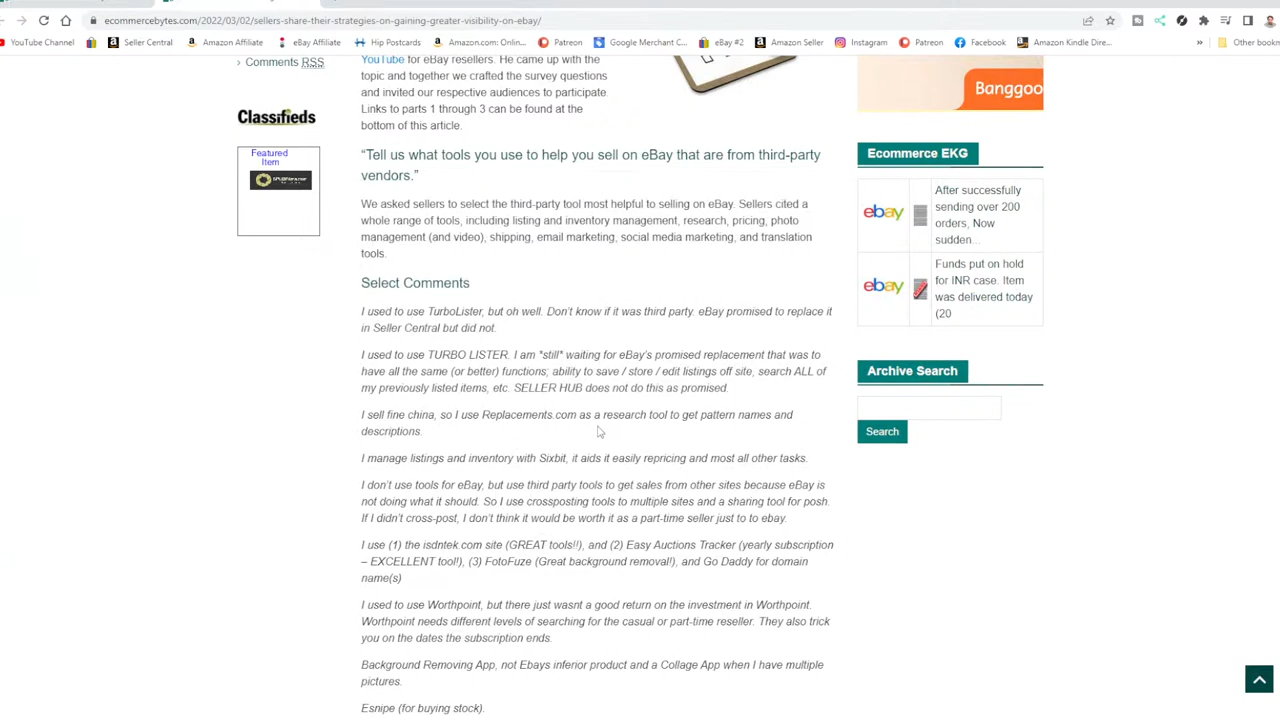 ecommercebytes.com/2022/03/02/sellers-share-their-strategies-on-gaining-greater-visibility-on-ebay/
YouTube Channel Seller Central Amazon Affiliate eBay Affiliate Hip Postcards Amazon.com: Onlin... Patreon Google Merchant C... eBay #2 Amazon Seller Instagram Patreon Facebook Amazon Kindle Dire... » Other bookm
› Comments RSS
Classifieds
Featured
Item
YouTube for eBay resellers. He came up with the
topic and together we crafted the survey questions
and invited our respective audiences to participate.
Links to parts 1 through 3 can be found at the
bottom of this article.
“Tell us what tools you use to help you sell on eBay that are from third-party
vendors.”
We asked sellers to select the third-party tool most helpful to selling on eBay. Sellers cited a
whole range of tools, including listing and inventory management, research, pricing, photo
management (and video), shipping, email marketing, social media marketing, and translation
tools.
Select Comments
I used to use TurboLister, but oh well. Don’t know if it was third party. eBay promised to replace it
in Seller Central but did not.
I used to use TURBO LISTER. I am *still* waiting for eBay’s promised replacement that was to
have all the same (or better) functions; ability to save / store / edit listings off site, search ALL of
my previously listed items, etc. SELLER HUB does not do this as promised.
I sell fine china, so I use Replacements.com as a research tool to get pattern names and
descriptions.
I manage listings and inventory with Sixbit, it aids it easily repricing and most all other tasks.
I don’t use tools for eBay, but use third party tools to get sales from other sites because eBay is
not doing what it should. So I use crossposting tools to multiple sites and a sharing tool for posh.
If I didn’t cross-post, I don’t think it would be worth it as a part-time seller just to to ebay.
I use (1) the isdntek.com site (GREAT tools!!), and (2) Easy Auctions Tracker (yearly subscription
– EXCELLENT tool!), (3) FotoFuze (Great background removal!), and Go Daddy for domain
name(s)
I used to use Worthpoint, but there just wasnt a good return on the investment in Worthpoint.
Worthpoint needs different levels of searching for the casual or part-time reseller. They also trick
you on the dates the subscription ends.
Background Removing App, not Ebays inferior product and a Collage App when I have multiple
pictures.
Esnipe (for buying stock).
Banggoo
Ecommerce EKG
ebay
After successfully
sending over 200
orders, Now
sudden...
ebay
Funds put on hold
for INR case. Item
was delivered today
(20
Archive Search
Search